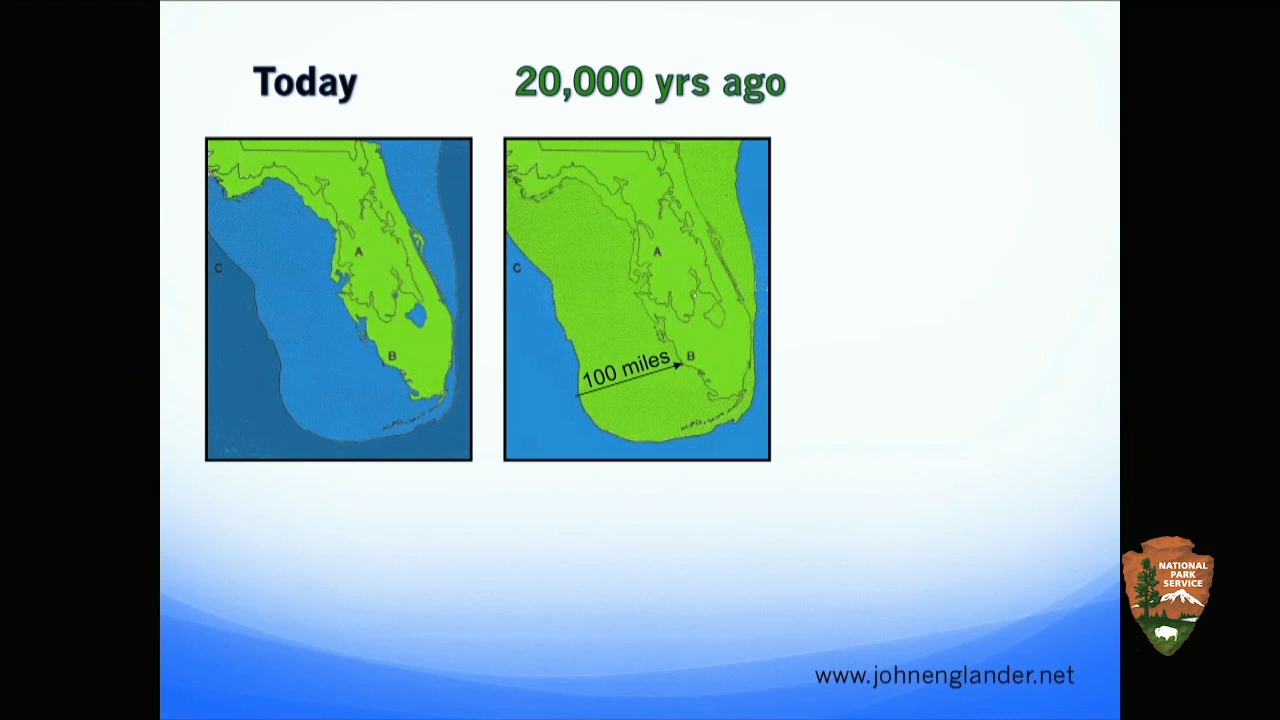 Today
20,000 yrs ago
A
B
C
A
B
C
100 miles
www.johnenglander.net
NATIONAL
PARK
SERVICE